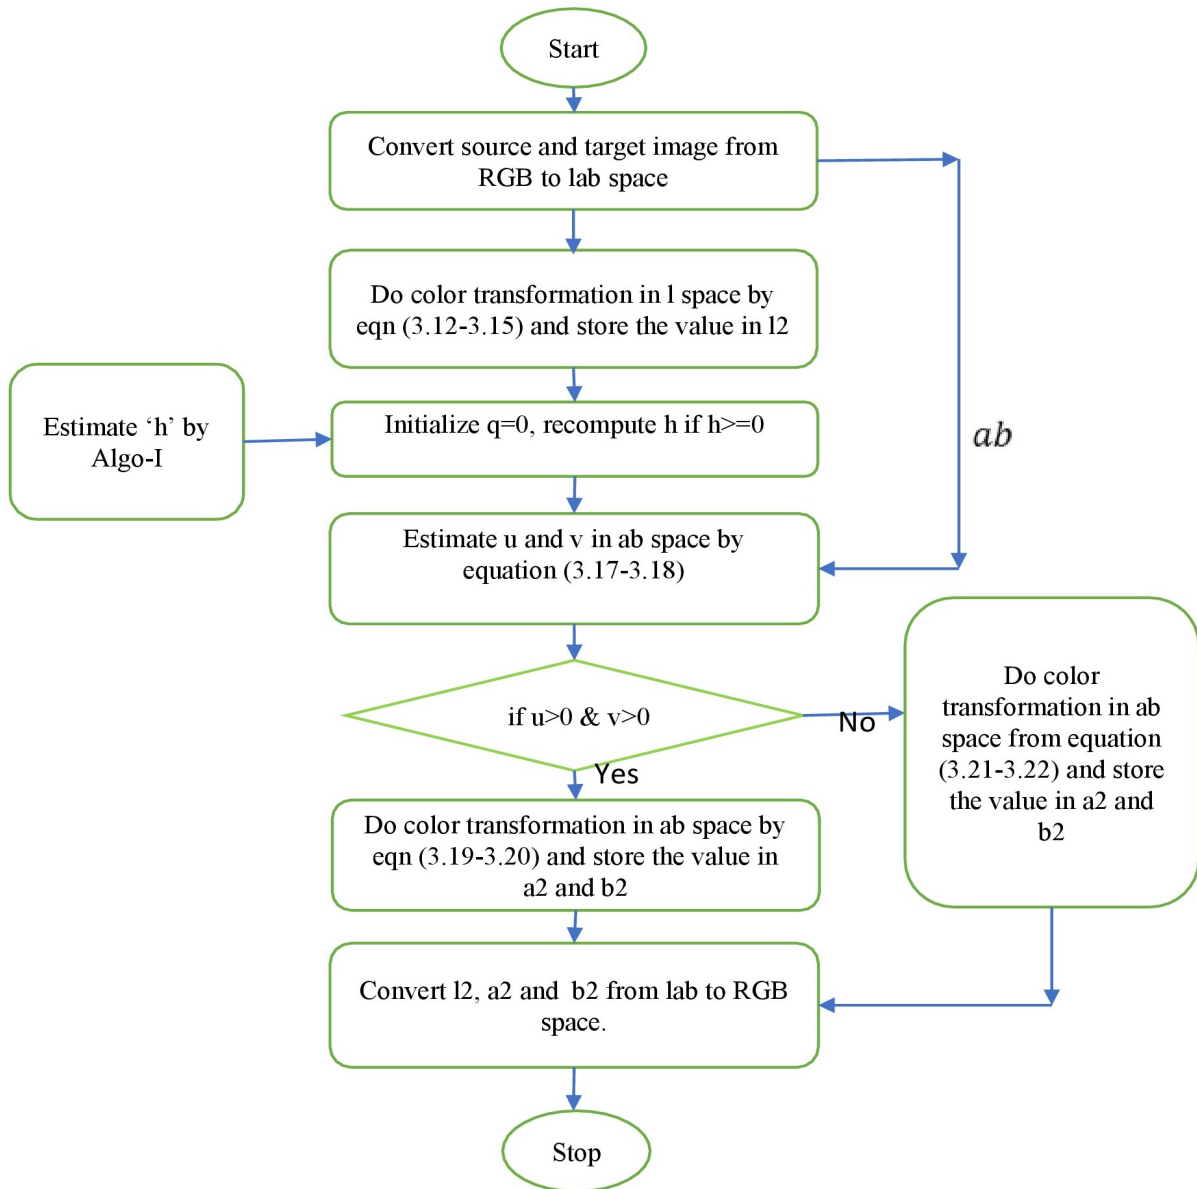 Start
Convert source and target image from
RGB to lab space
Do color transformation in l space by
eqn (3.12-3.15) and store the value in l2
Estimate ‘h’ by
Algo-I
Initialize q=0, recompute h if h>=0
ab
Estimate u and v in ab space by
equation (3.17-3.18)
if u>0 & v>0
No
Yes
Do color
transformation in ab
space from equation
(3.21-3.22) and store
the value in a2 and
b2
Do color transformation in ab space by
eqn (3.19-3.20) and store the value in
a2 and b2
Convert l2, a2 and b2 from lab to RGB
space.
Stop